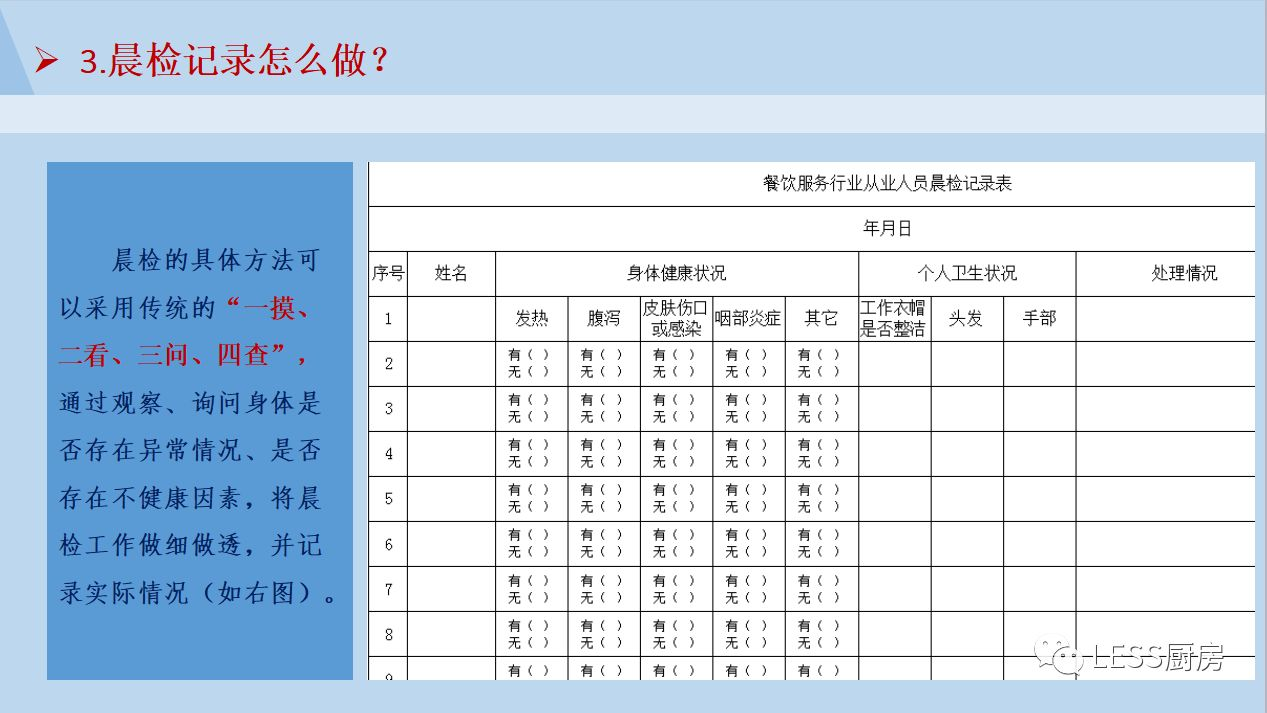 3.晨检记录怎么做？
晨检的具体方法可
以采用传统的“一摸、
二看、三问、四查”，
通过观察、询问身体是
否存在异常情况、是否
存在不健康因素，将晨
检工作做细做透，并记
录实际情况（如右图）。
餐饮服务行业从业人员晨检记录表
年月日
序号 姓名 身体健康状况 个人卫生状况 处理情况
1 发热 腹泻 皮肤伤口或感染 咽部炎症 其它 工作衣帽是否整洁 头发 手部
2 有（ ） 有（ ） 有（ ） 有（ ） 有（ ）
无（ ） 无（ ） 无（ ） 无（ ） 无（ ）
3 有（ ） 有（ ） 有（ ） 有（ ） 有（ ）
无（ ） 无（ ） 无（ ） 无（ ） 无（ ）
4 有（ ） 有（ ） 有（ ） 有（ ） 有（ ）
无（ ） 无（ ） 无（ ） 无（ ） 无（ ）
5 有（ ） 有（ ） 有（ ） 有（ ） 有（ ）
无（ ） 无（ ） 无（ ） 无（ ） 无（ ）
6 有（ ） 有（ ） 有（ ） 有（ ） 有（ ）
无（ ） 无（ ） 无（ ） 无（ ） 无（ ）
7 有（ ） 有（ ） 有（ ） 有（ ） 有（ ）
无（ ） 无（ ） 无（ ） 无（ ） 无（ ）
8 有（ ） 有（ ） 有（ ） 有（ ） 有（ ）
无（ ） 无（ ） 无（ ） 无（ ） 无（ ）
9 有（ ） 有（ ） 有（ ） 有（ ） 有（ ）
LESS厨房